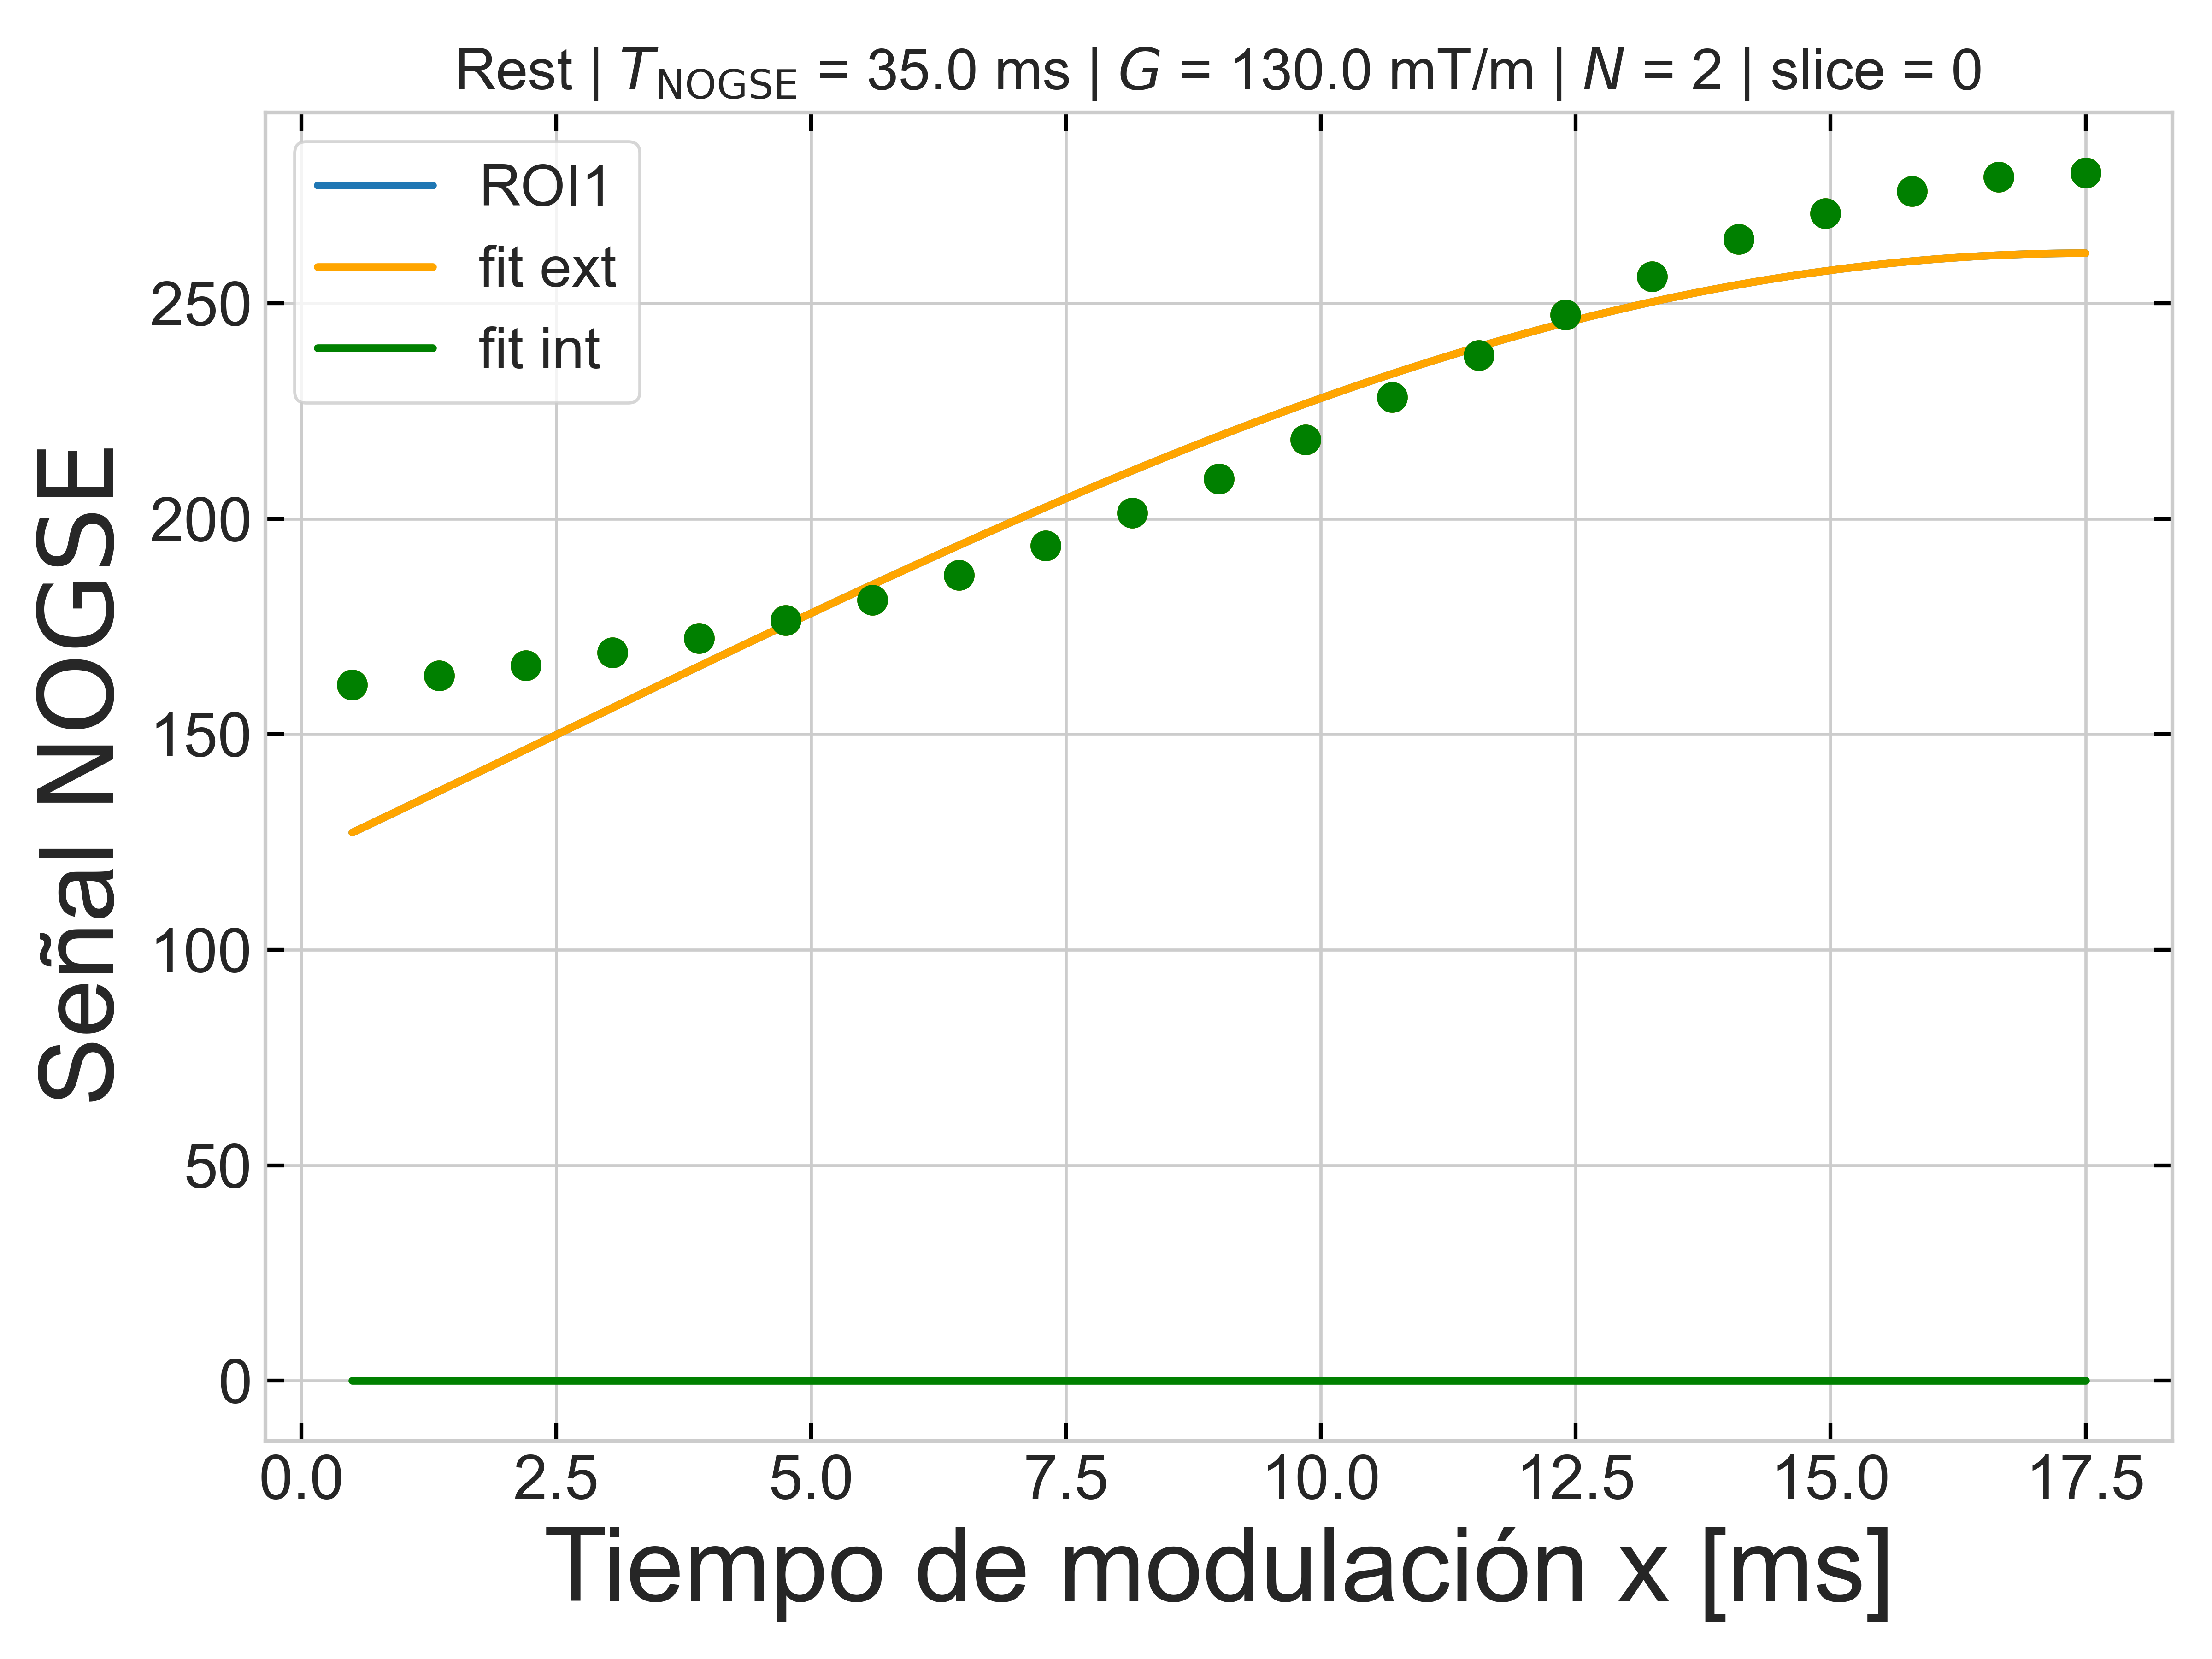 Rest | T_NOGSE = 35.0 ms | G = 130.0 mT/m | N = 2 | slice = 0
ROI1
fit ext
fit int
Señal NOGSE
250
200
150
100
50
0
0.0 2.5 5.0 7.5 10.0 12.5 15.0 17.5
Tiempo de modulación x [ms]